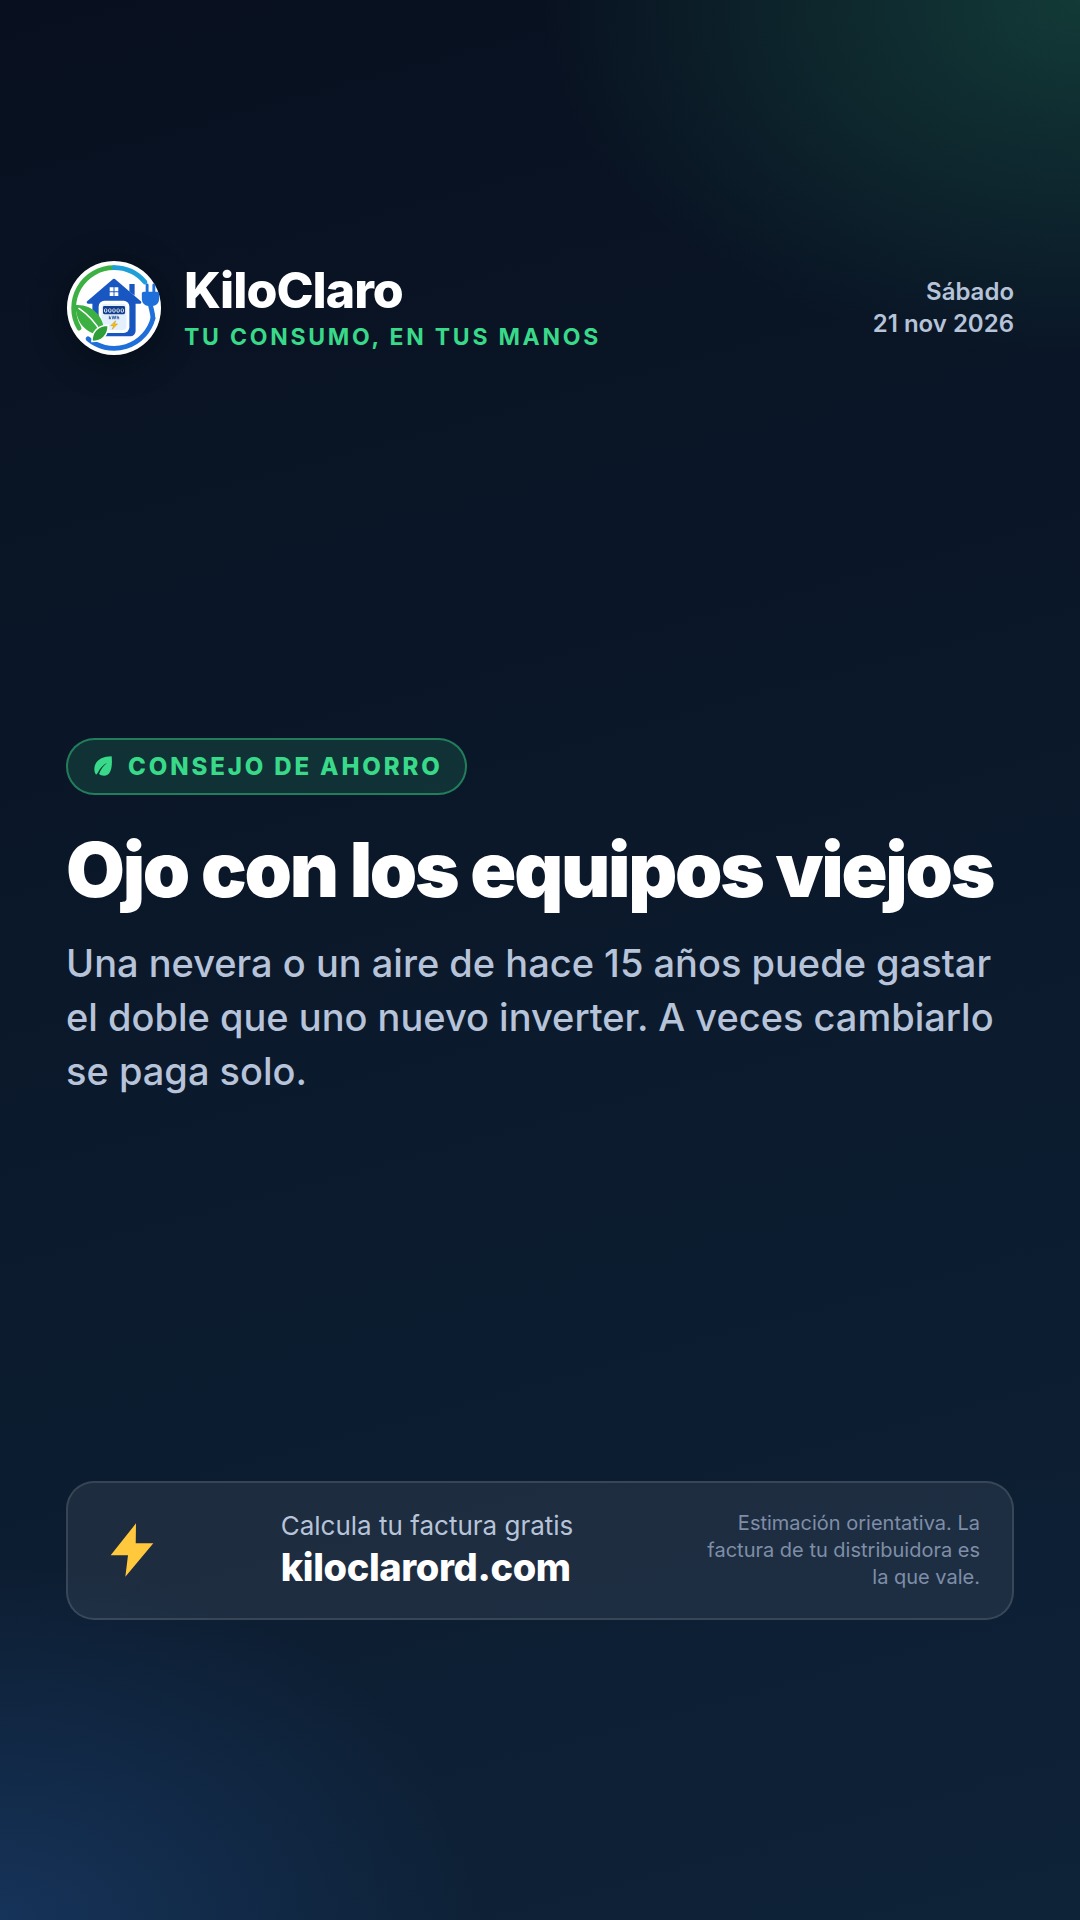 KiloClaro
TU CONSUMO, EN TUS MANOS
Sábado
21 nov 2026
CONSEJO DE AHORRO
Ojo con los equipos viejos
Una nevera o un aire de hace 15 años puede gastar
el doble que uno nuevo inverter. A veces cambiarlo
se paga solo.
Calcula tu factura gratis
kiloclarord.com
Estimación orientativa. La
factura de tu distribuidora es
la que vale.